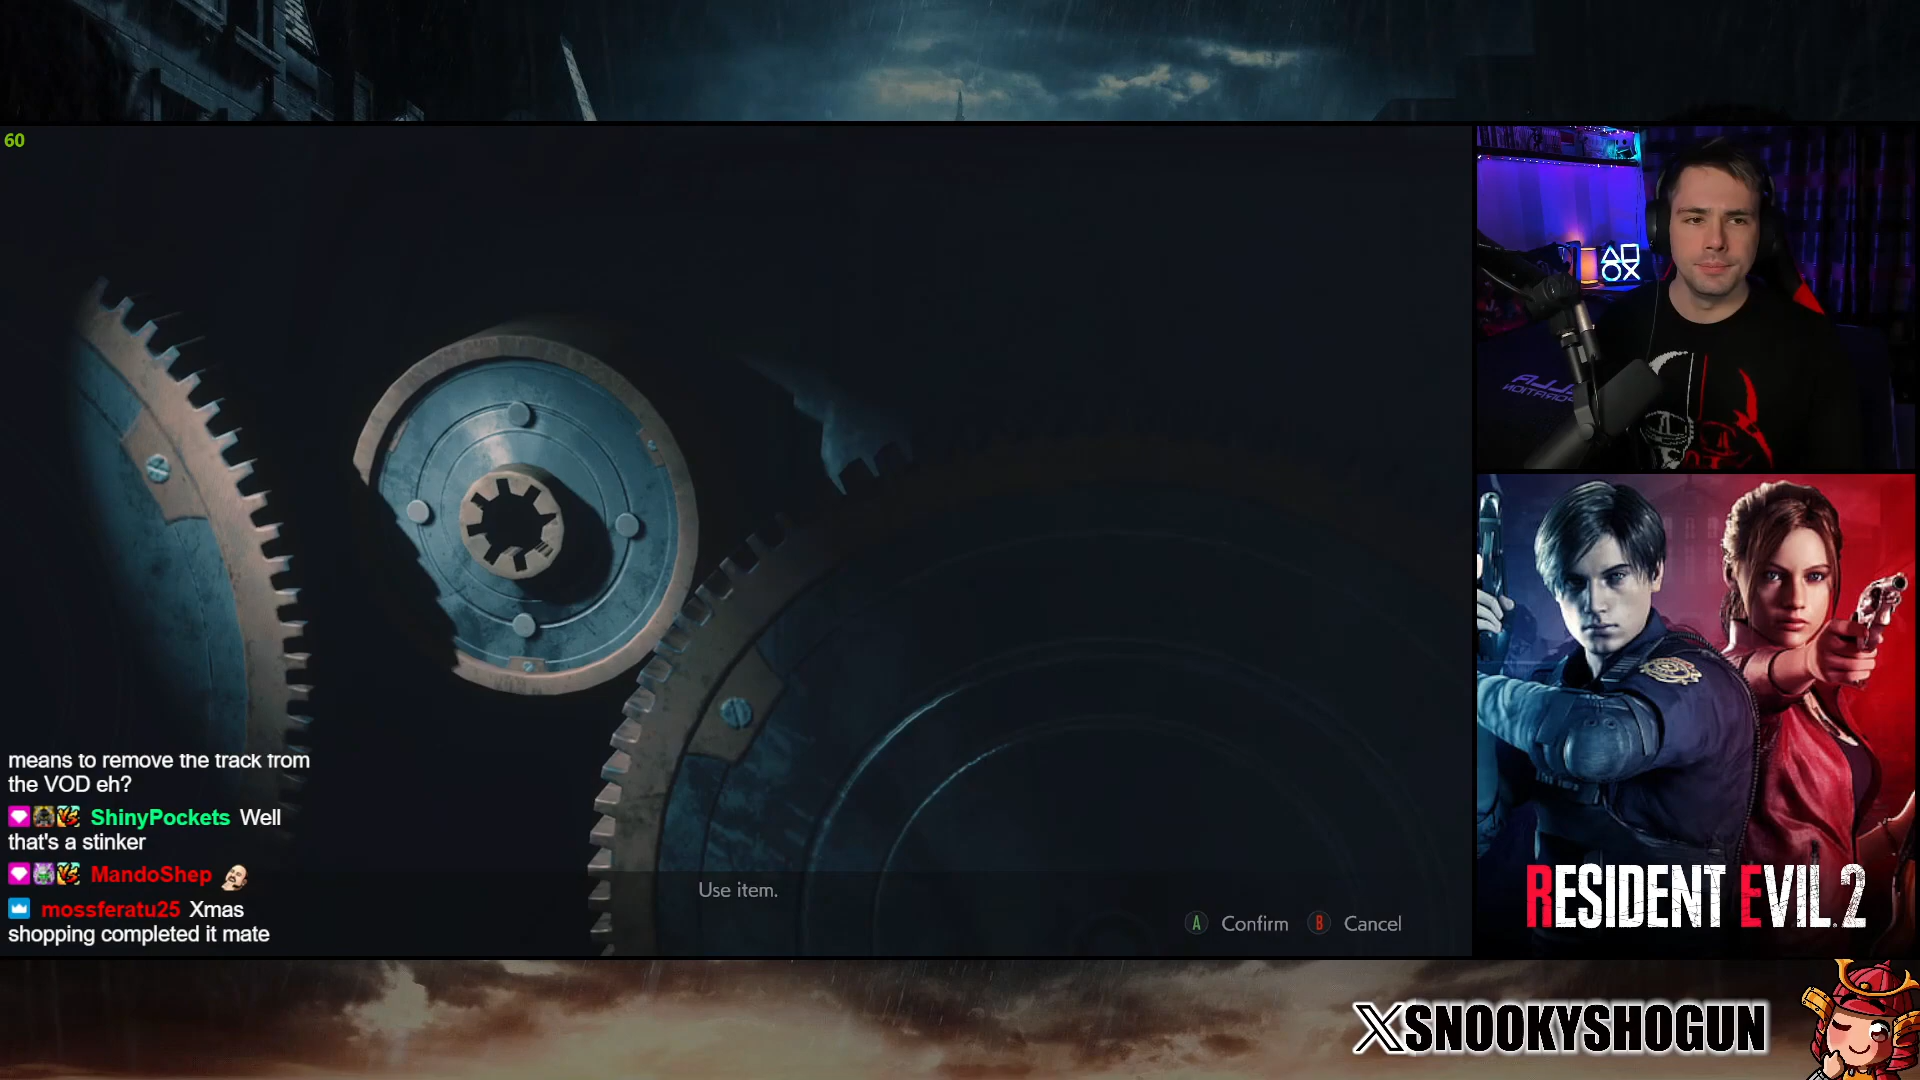 60
means to remove the track from
the VOD eh?
ShinyPockets Well
that's a stinker
MandoShep
mossferatu25 Xmas
shopping completed it mate
Use item.
A Confirm B Cancel
RESIDENT EVIL.2
XSNOOKYSHOGUN